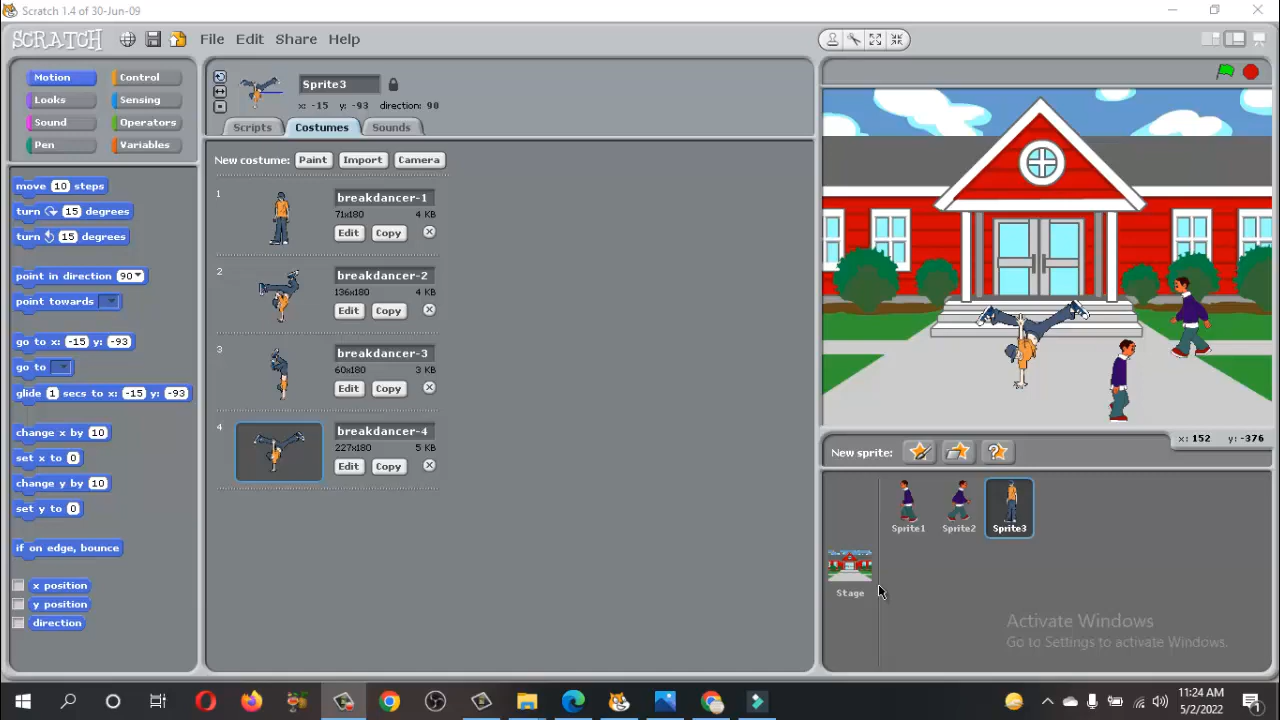 Scratch 1.4 of 30-Jun-09
SCRATCH File Edit Share Help
Motion Control
Looks Sensing
Sound Operators
Pen Variables
move 10 steps
turn 15 degrees
turn 15 degrees
point in direction 90
point towards
go to x: -15 y: -93
go to
glide 1 secs to x: -15 y: -93
change x by 10
set x to 0
change y by 10
set y to 0
if on edge, bounce
x position
y position
direction
Sprite3
x: -15 y: -93 direction: 90
Scripts Costumes Sounds
New costume: Paint Import Camera
1 breakdancer-1
71x180 4 KB
Edit Copy
2 breakdancer-2
136x180 4 KB
Edit Copy
3 breakdancer-3
60x180 3 KB
Edit Copy
4 breakdancer-4
227x180 5 KB
Edit Copy
x: 152 y: -376
New sprite:
Sprite1 Sprite2 Sprite3
Stage
Activate Windows
Go to Settings to activate Windows.
11:24 AM
5/2/2022
1